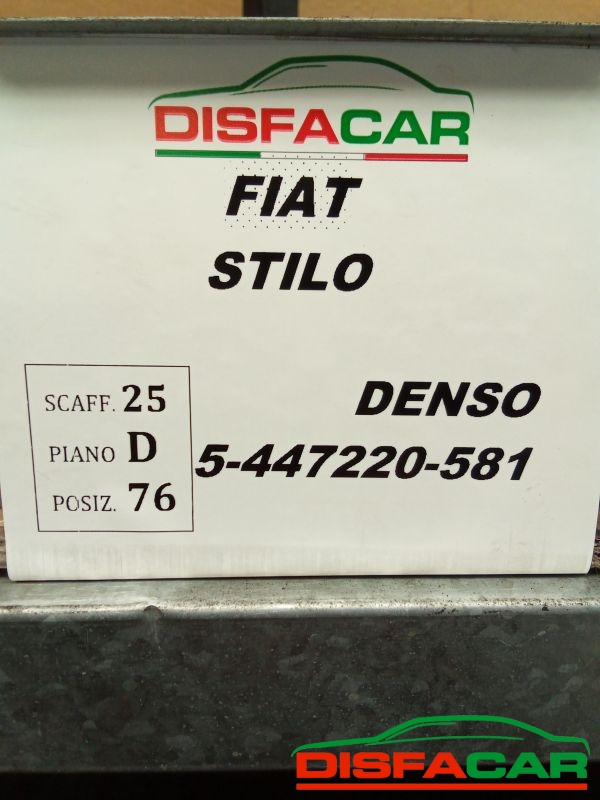 DISFACAR
FIAT
STILO
SCAFF. 25
PIANO D
POSIZ. 76
DENSO
5-447220-581
DISFACAR